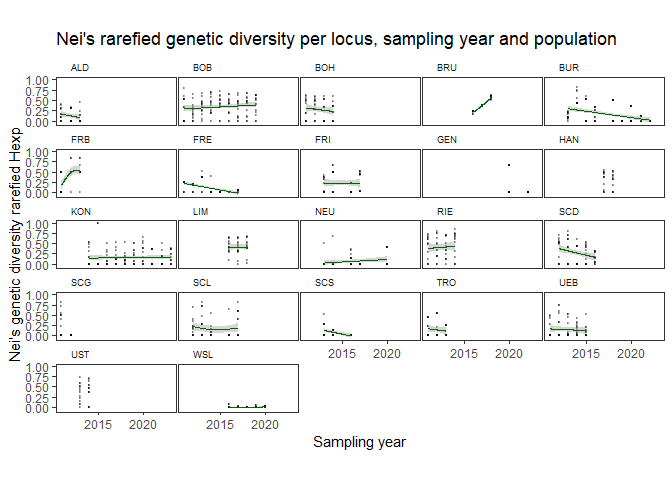 Nei's rarefied genetic diversity per locus, sampling year and population
ALD BOB BOH BRU BUR
1.00
0.75
0.50
0.25
0.00
FRB FRE FRI GEN HAN
1.00
0.75
0.50
0.25
0.00
KON LIM NEU RIE SCD
1.00
0.75
0.50
0.25
0.00
SCG SCL SCS TRO UEB
1.00
0.75
0.50
0.25
0.00
2015 2020 2015 2020 2015 2020
UST WSL
1.00
0.75
0.50
0.25
0.00
2015 2020 2015 2020
Nei's genetic diversity rarefied Hexp
Sampling year